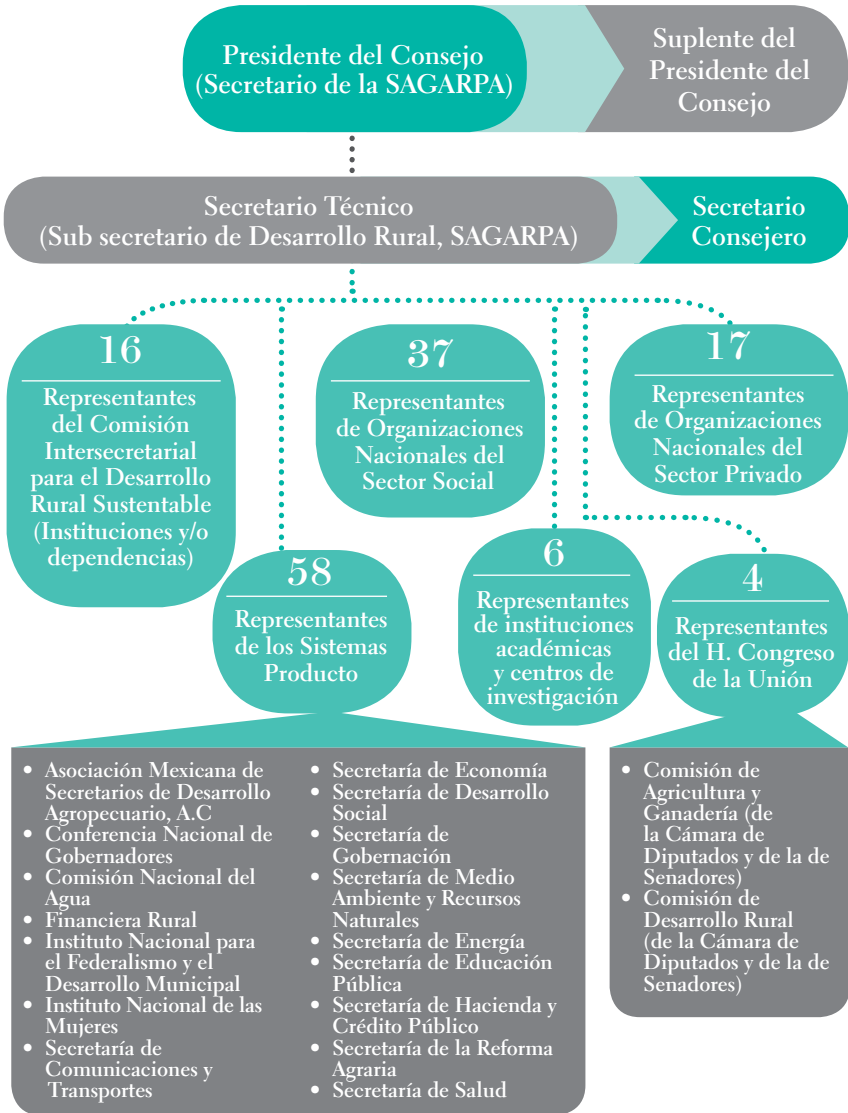 Presidente del Consejo
(Secretario de la SAGARPA)
Suplente del
Presidente del
Consejo
Secretario Técnico
(Sub secretario de Desarrollo Rural, SAGARPA)
Secretario
Consejero
16
Representantes
del Comisión
Intersecretarial
para el Desarrollo
Rural Sustentable
(Instituciones y/o
dependencias)
37
Representantes
de Organizaciones
Nacionales del
Sector Social
17
Representantes
de Organizaciones
Nacionales del
Sector Privado
58
Representantes
de los Sistemas
Producto
6
Representantes
de instituciones
académicas
y centros de
investigación
4
Representantes
del H. Congreso
de la Unión
• Asociación Mexicana de
Secretarios de Desarrollo
Agropecuario, A.C
• Conferencia Nacional de
Gobernadores
• Comisión Nacional del
Agua
• Financiera Rural
• Instituto Nacional para
el Federalismo y el
Desarrollo Municipal
• Instituto Nacional de las
Mujeres
• Secretaría de
Comunicaciones y
Transportes
• Secretaría de Economía
• Secretaría de Desarrollo
Social
• Secretaría de
Gobernación
• Secretaría de Medio
Ambiente y Recursos
Naturales
• Secretaría de Energía
• Secretaría de Educación
Pública
• Secretaría de Hacienda y
Crédito Público
• Secretaría de la Reforma
Agraria
• Secretaría de Salud
• Comisión de
Agricultura y
Ganadería (de
la Cámara de
Diputados y de la de
Senadores)
• Comisión de
Desarrollo Rural
(de la Cámara de
Diputados y de la de
Senadores)